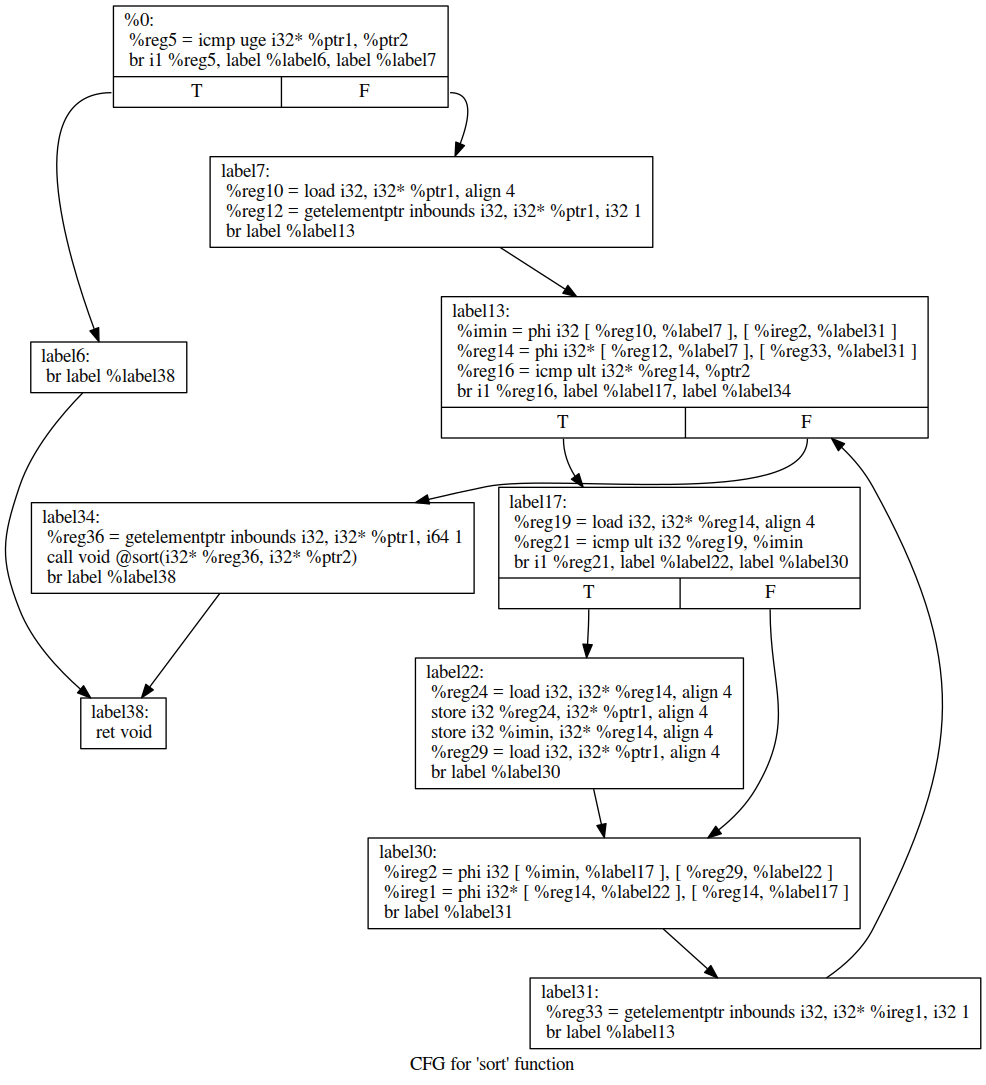 %0:
%reg5 = icmp uge i32* %ptr1, %ptr2
br i1 %reg5, label %label6, label %label7
T F
label7:
%reg10 = load i32, i32* %ptr1, align 4
%reg12 = getelementptr inbounds i32, i32* %ptr1, i32 1
br label %label13
label13:
%imin = phi i32 [ %reg10, %label7 ], [ %ireg2, %label31 ]
%reg14 = phi i32* [ %reg12, %label7 ], [ %reg33, %label31 ]
%reg16 = icmp ult i32* %reg14, %ptr2
br i1 %reg16, label %label17, label %label34
T F
label6:
br label %label38
label34:
%reg36 = getelementptr inbounds i32, i32* %ptr1, i64 1
call void @sort(i32* %reg36, i32* %ptr2)
br label %label38
label17:
%reg19 = load i32, i32* %reg14, align 4
%reg21 = icmp ult i32 %reg19, %imin
br i1 %reg21, label %label22, label %label30
T F
label38:
ret void
label22:
%reg24 = load i32, i32* %reg14, align 4
store i32 %reg24, i32* %ptr1, align 4
store i32 %imin, i32* %reg14, align 4
%reg29 = load i32, i32* %ptr1, align 4
br label %label30
label30:
%ireg2 = phi i32 [ %imin, %label17 ], [ %reg29, %label22 ]
%ireg1 = phi i32* [ %reg14, %label22 ], [ %reg14, %label17 ]
br label %label31
label31:
%reg33 = getelementptr inbounds i32, i32* %ireg1, i32 1
br label %label13
CFG for 'sort' function